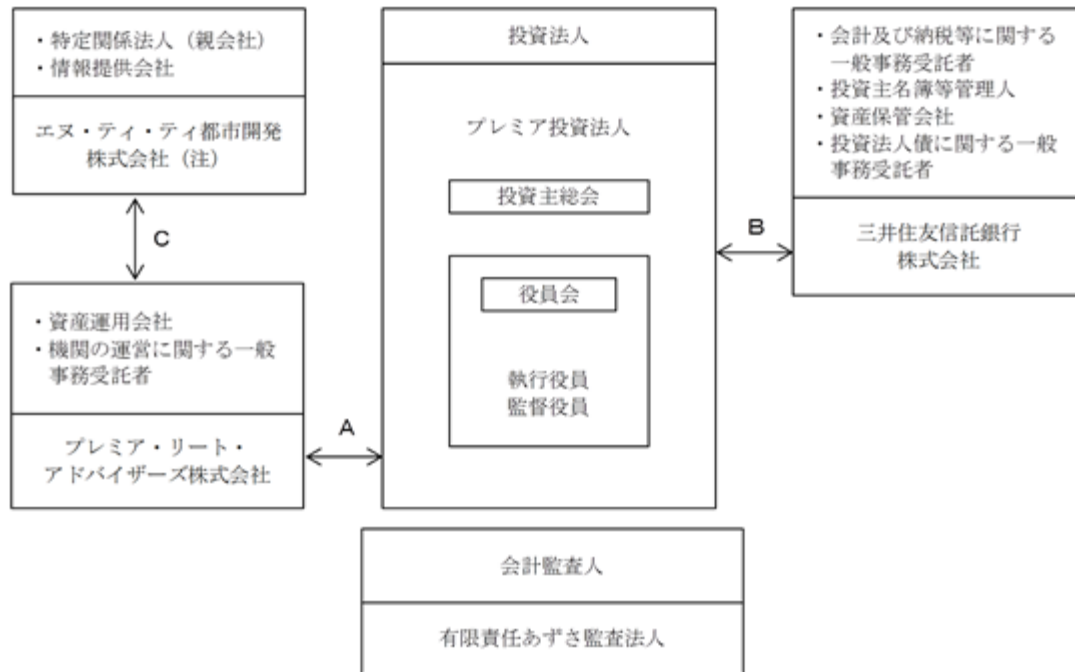 ・特定関係法人（親会社）
・情報提供会社
エヌ・ティ・ティ都市開発
株式会社（注）
C
・資産運用会社
・機関の運営に関する一般
事務受託者
プレミア・リート・
アドバイザーズ株式会社
A
投資法人
プレミア投資法人
投資主総会
役員会
執行役員
監督役員
B
・会計及び納税等に関する
一般事務受託者
・投資主名簿等管理人
・資産保管会社
・投資法人債に関する一般
事務受託者
三井住友信託銀行
株式会社
会計監査人
有限責任あずさ監査法人